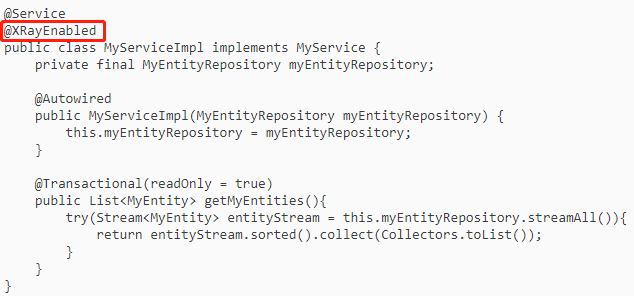 @Service
@XRayEnabled
public class MyServiceImpl implements MyService {
    private final MyEntityRepository myEntityRepository;

    @Autowired
    public MyServiceImpl(MyEntityRepository myEntityRepository) {
        this.myEntityRepository = myEntityRepository;
    }

    @Transactional(readOnly = true)
    public List<MyEntity> getMyEntities(){
        try(Stream<MyEntity> entityStream = this.myEntityRepository.streamAll()){
            return entityStream.sorted().collect(Collectors.toList());
        }
    }
}